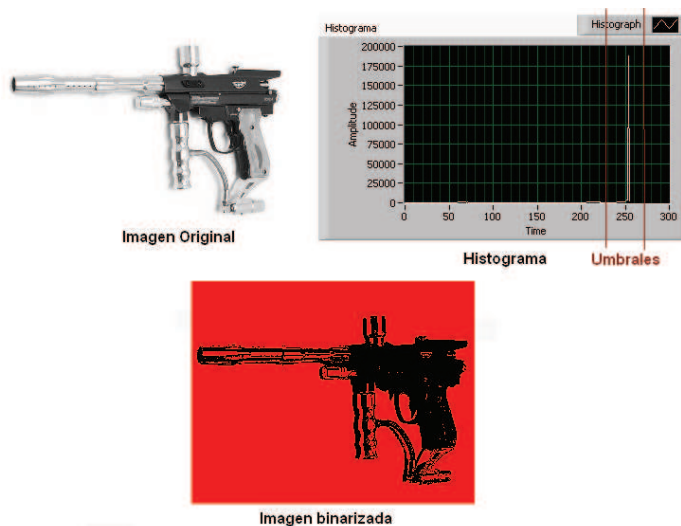 Histograma
Histograph
200000
175000
150000
125000
100000
75000
50000
25000
0
Amplitude
0 50 100 150 200 250 300
Time
Imagen Original
Histograma
Umbrales
Imagen binarizada